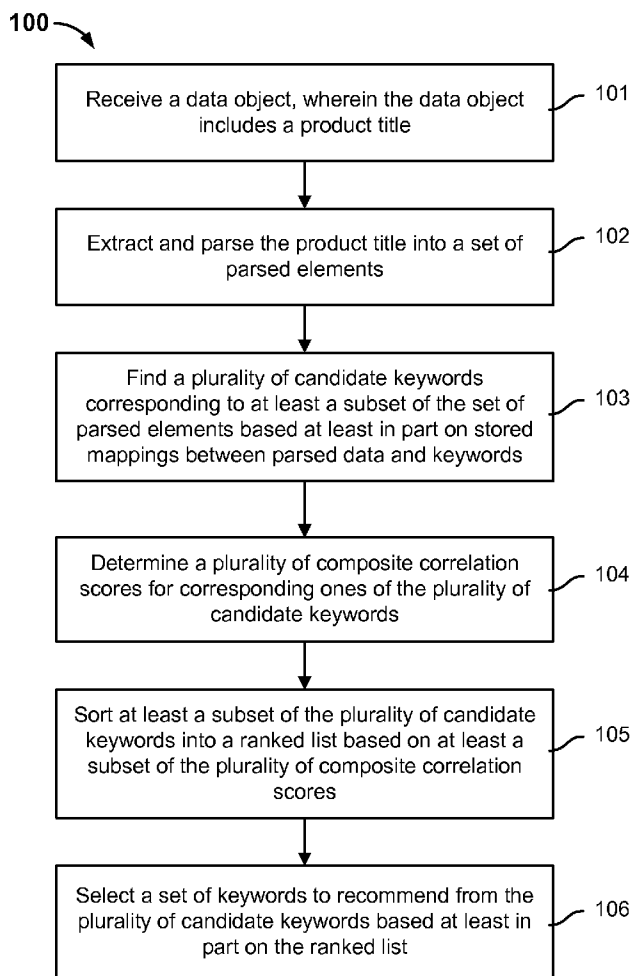 100
Receive a data object, wherein the data object
includes a product title
101
Extract and parse the product title into a set of
parsed elements
102
Find a plurality of candidate keywords
corresponding to at least a subset of the set of
parsed elements based at least in part on stored
mappings between parsed data and keywords
103
Determine a plurality of composite correlation
scores for corresponding ones of the plurality of
candidate keywords
104
Sort at least a subset of the plurality of candidate
keywords into a ranked list based on at least a
subset of the plurality of composite correlation
scores
105
Select a set of keywords to recommend from the
plurality of candidate keywords based at least in
part on the ranked list
106